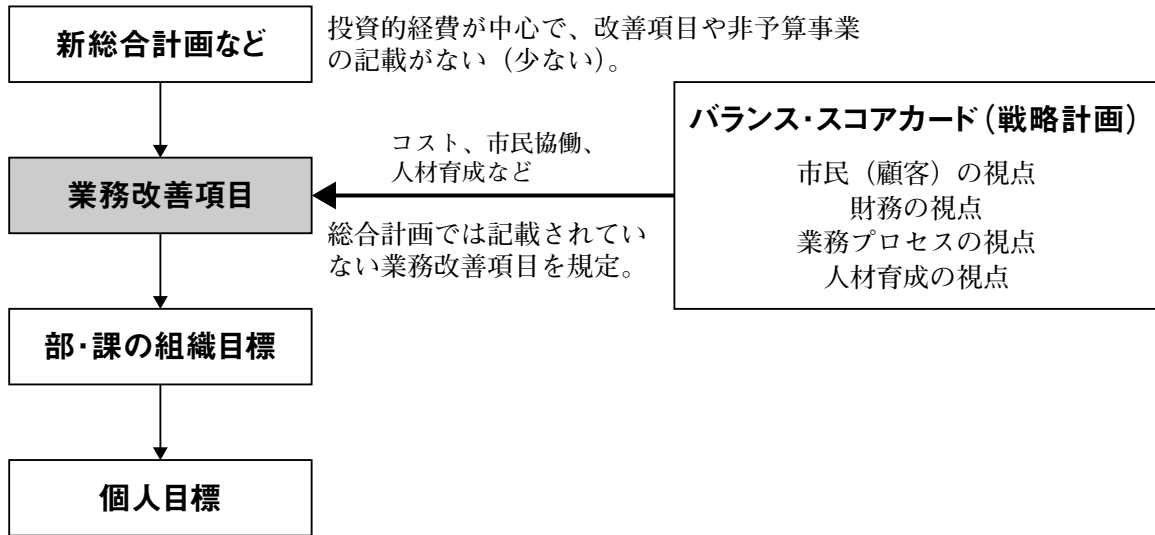 新総合計画など
投資的経費が中心で、改善項目や非予算事業
の記載がない（少ない）。
バランス・スコアカード（戦略計画）
市民（顧客）の視点
財務の視点
業務プロセスの視点
人材育成の視点
コスト、市民協働、
人材育成など
業務改善項目
総合計画では記載されてい
ない業務改善項目を規定。
部・課の組織目標
個人目標